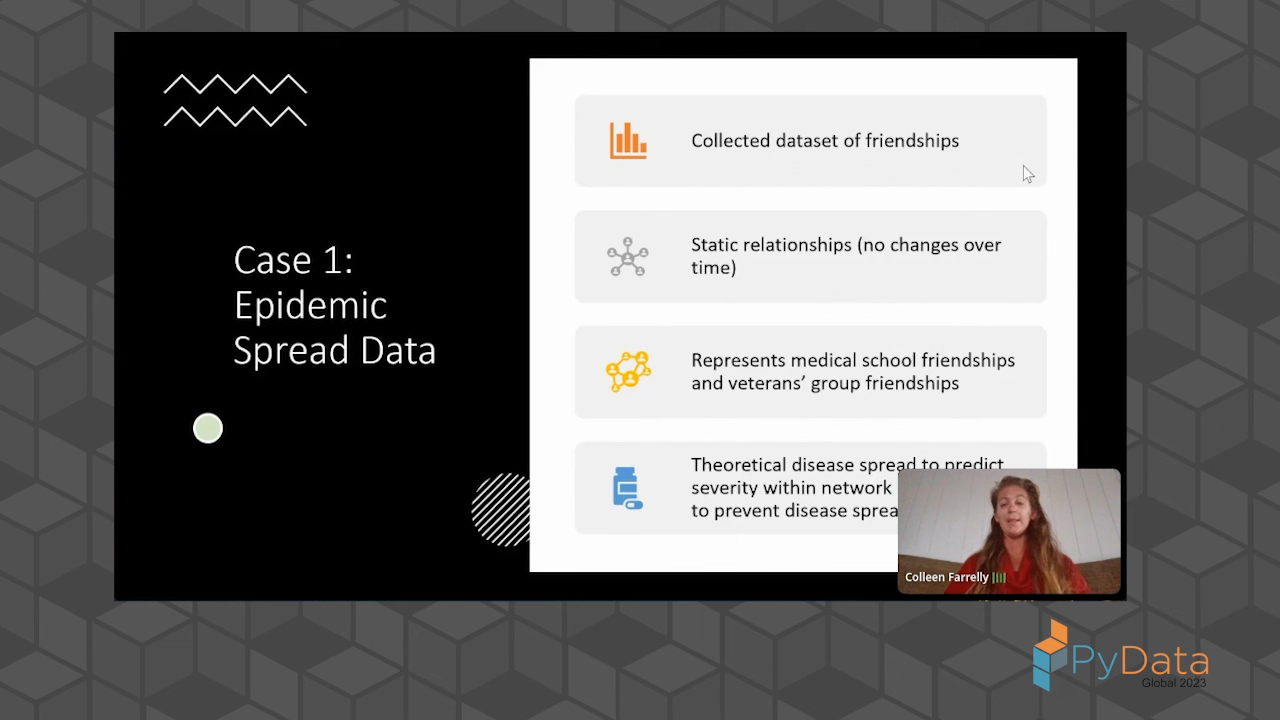 Case 1:
Epidemic
Spread Data
Collected dataset of friendships
Static relationships (no changes over
time)
Represents medical school friendships
and veterans’ group friendships
Theoretical disease spread to predict
severity within network
to prevent disease sprea
Colleen Farrelly
PyData
Global 2023